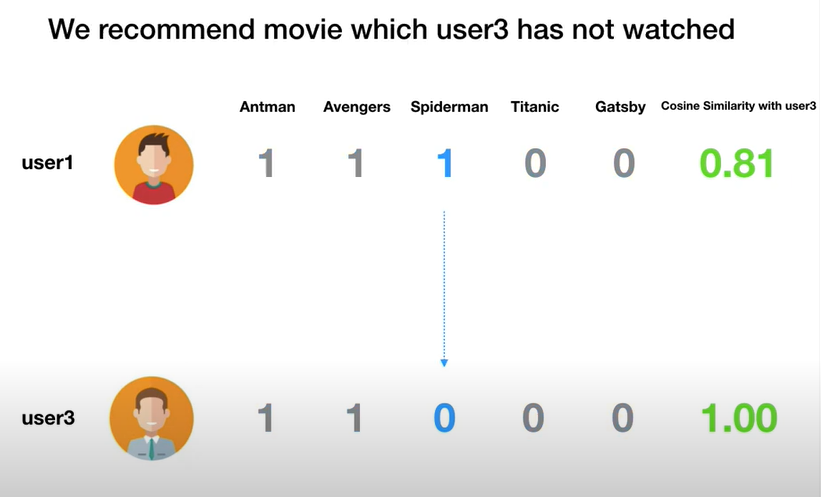 We recommend movie which user3 has not watched
Antman Avengers Spiderman Titanic Gatsby Cosine Similarity with user3
user1 1 1 1 0 0 0.81
user3 1 1 0 0 0 1.00